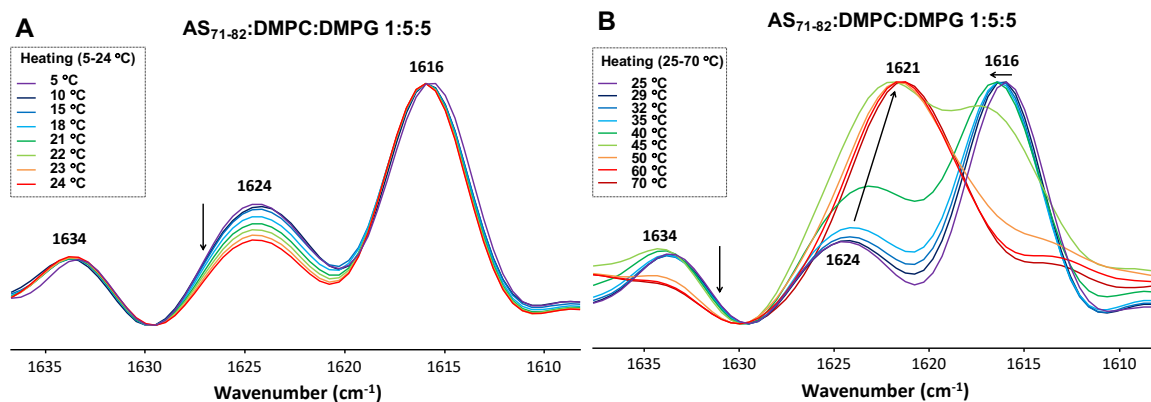 A
AS71-82:DMPC:DMPG 1:5:5
Heating (5-24 ºC)
5 ºC
10 ºC
15 ºC
18 ºC
21 ºC
22 ºC
23 ºC
24 ºC
1616
1624
1634
1635
1630
1625
1620
1615
1610
Wavenumber (cm-1)
B
AS71-82:DMPC:DMPG 1:5:5
Heating (25-70 ºC)
25 ºC
29 ºC
32 ºC
35 ºC
40 ºC
45 ºC
50 ºC
60 ºC
70 ºC
1621
1616
1634
1624
1635
1630
1625
1620
1615
1610
Wavenumber (cm-1)